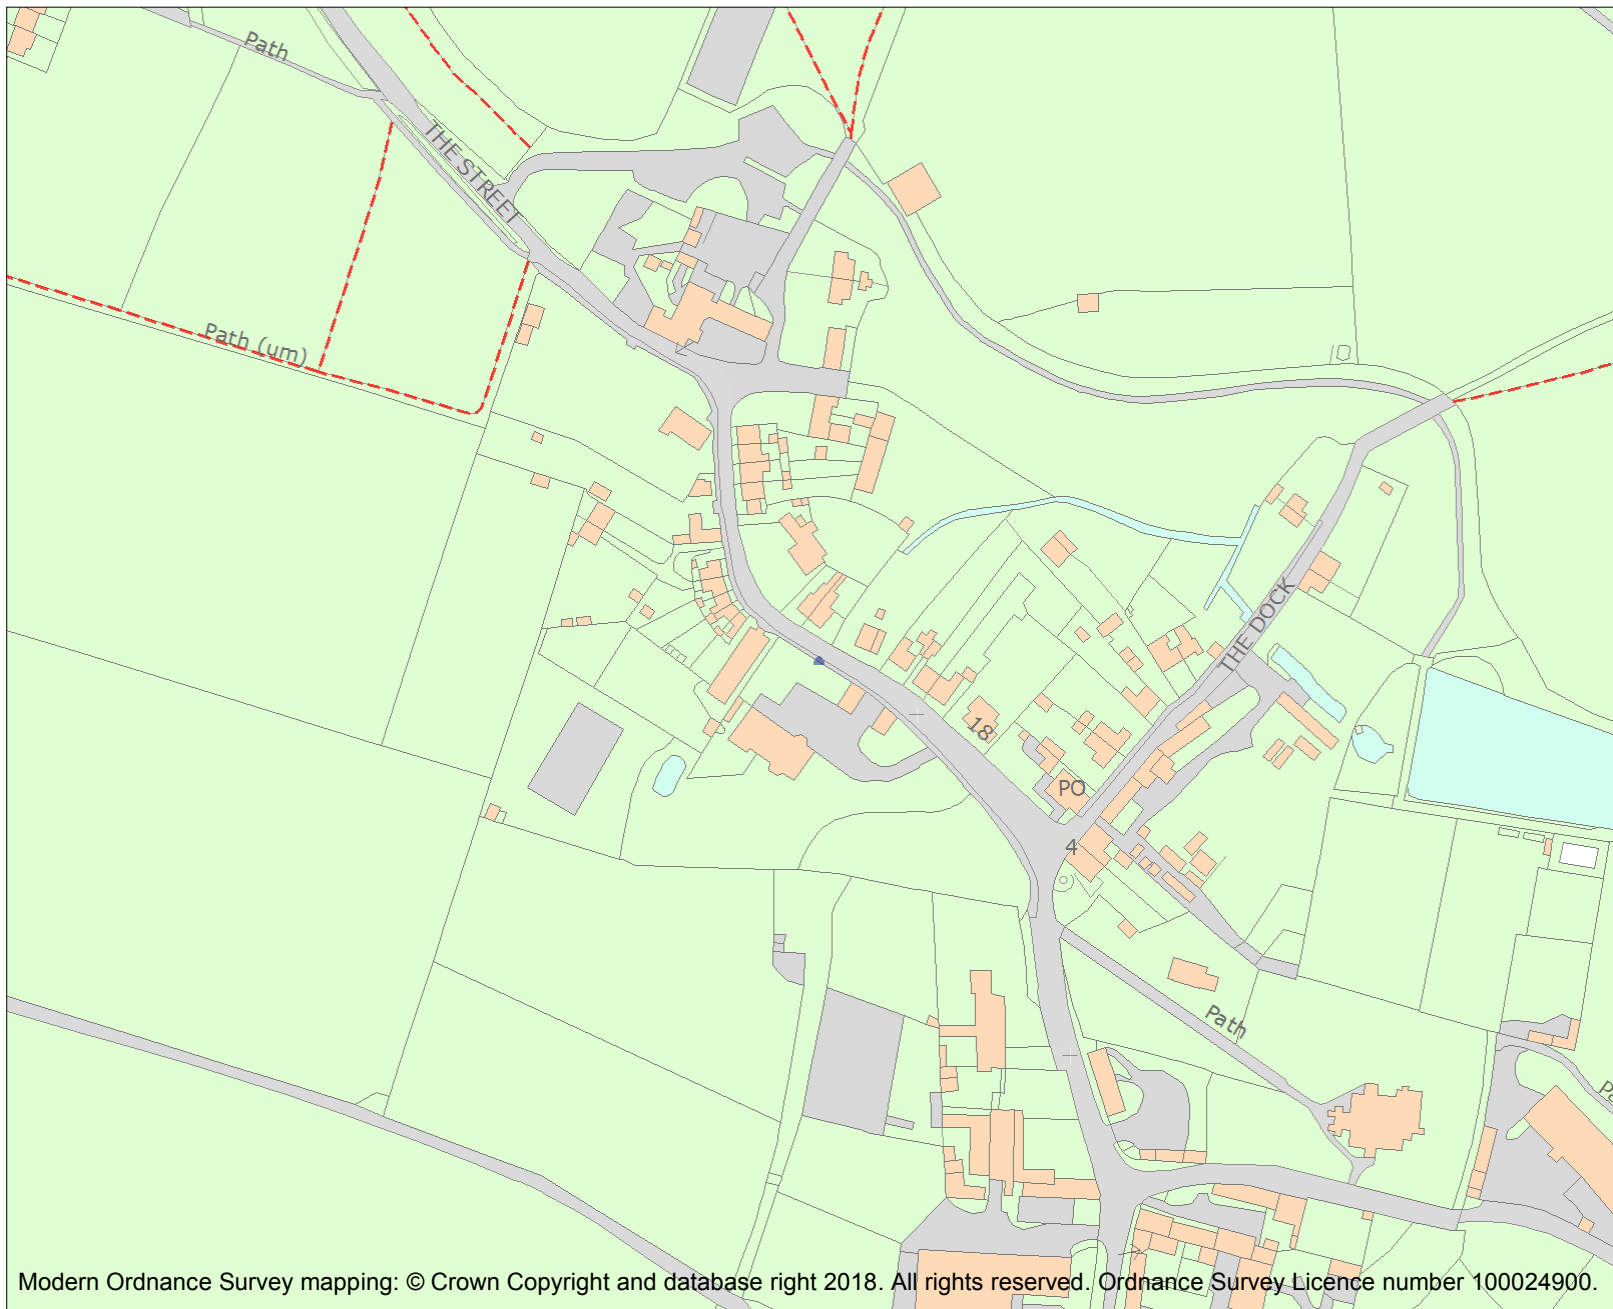 Path
THE STREET
Path (um)
THE DOCK
18
PO
4
Path
Modern Ordnance Survey mapping: © Crown Copyright and database right 2018. All rights reserved. Ordnance Survey Licence number 100024900.